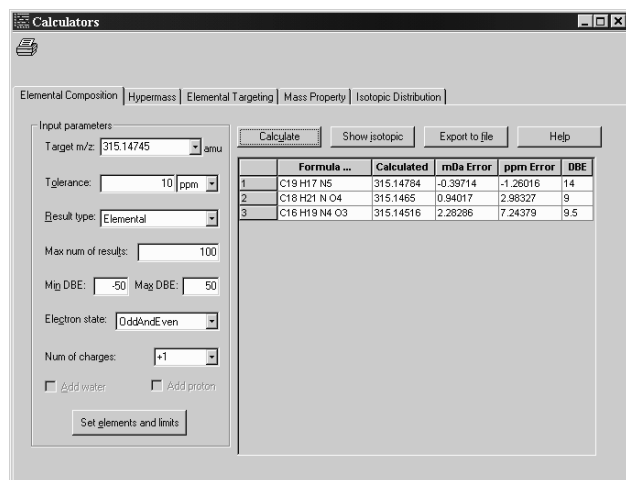 Calculators
Elemental Composition Hypermass Elemental Targeting Mass Property Isotopic Distribution
Input parameters
Target m/z: 315.14745 amu
Tolerance: 10 ppm
Result type: Elemental
Max num of results: 100
Min DBE: -50 Max DBE: 50
Electron state: OddAndEven
Num of charges: +1
Add water Add proton
Set elements and limits
Calculate Show isotopic Export to file Help
Formula ... Calculated mDa Error ppm Error DBE
1 C19 H17 N5 315.14784 -0.39714 -1.26016 14
2 C18 H21 N O4 315.1465 0.94017 2.98327 9
3 C16 H19 N4 O3 315.14516 2.28286 7.24379 9.5